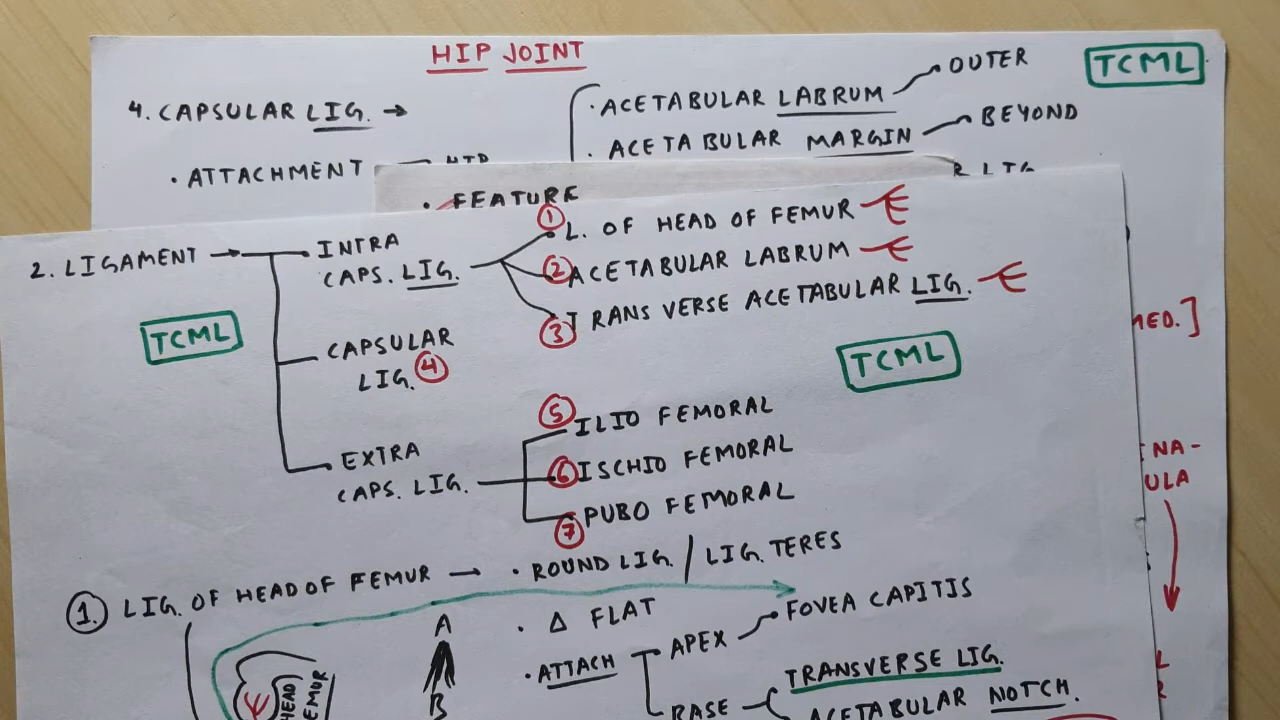 HIP JOINT
TCML
4. CAPSULAR LIG. →
• ACETABULAR LABRUM OUTER
• ACETABULAR MARGIN BEYOND
• ATTACHMENT
• FEATURE
2. LIGAMENT → • INTRA
CAPS. LIG.
① L. OF HEAD OF FEMUR
② ACETABULAR LABRUM
③ TRANS VERSE ACETABULAR LIG.
TCML
CAPSULAR
LIG. ④
TCML
EXTRA
CAPS. LIG.
⑤ ILIO FEMORAL
⑥ ISCHIO FEMORAL
⑦ PUBO FEMORAL
① LIG. OF HEAD OF FEMUR → • ROUND LIG. / LIG. TERES
• Δ FLAT
• ATTACH APEX FOVEA CAPITIS
BASE TRANSVERSE LIG.
ACETABULAR NOTCH.
A
B
HEAD
FEMUR
MED.]
NA-
ULA